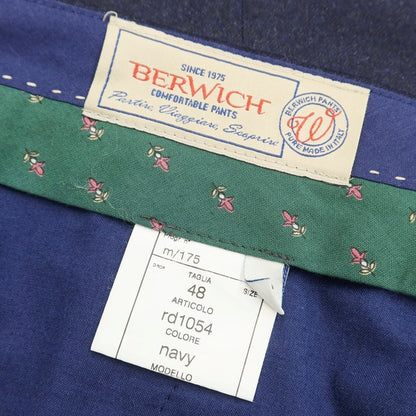 SINCE 1975
BERWICH
COMFORTABLE PANTS
Partire, Viaggiare, Scoprire
BERWICH PANTS
W
PURE MADE IN ITALY
m/175
DROP
TAGLIA
SIZE
48
ARTICOLO
rd1054
COLORE
navy
MODELLO